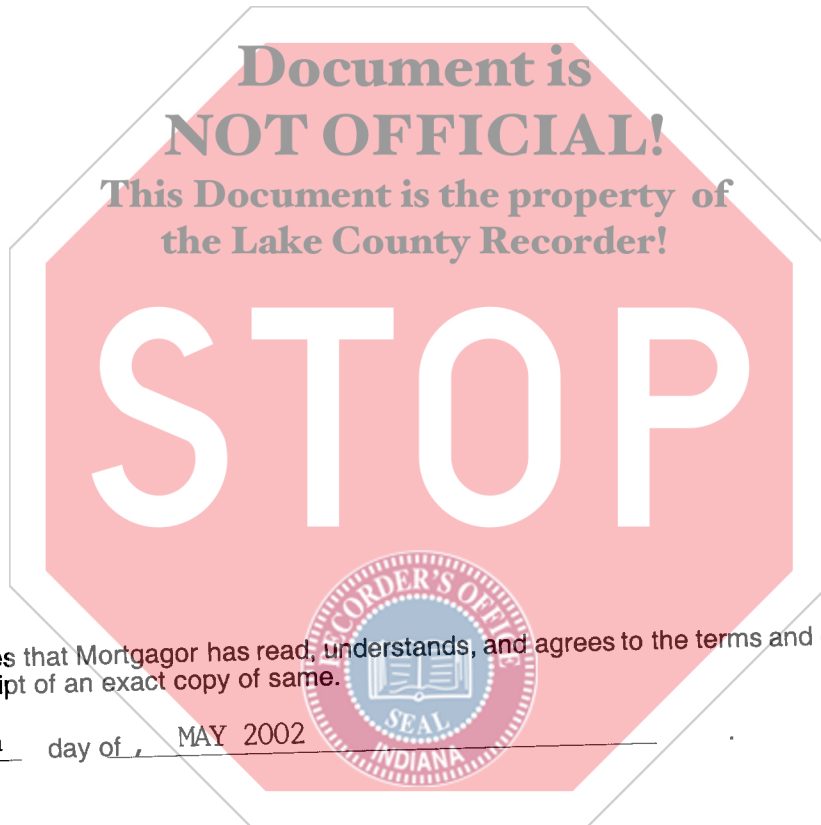 Document is
NOT OFFICIAL!
This Document is the property of
the Lake County Recorder!
STOP
RECORDER'S OFFICE
es that Mortgagor has read, understands, and agrees to the terms and
ipt of an exact copy of same.
SEAL
day of , MAY 2002 .
INDIANA